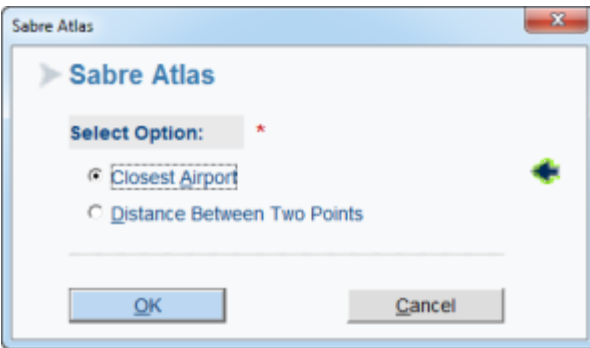 Sabre Atlas
Sabre Atlas
Select Option: *
Closest Airport
Distance Between Two Points
OK
Cancel